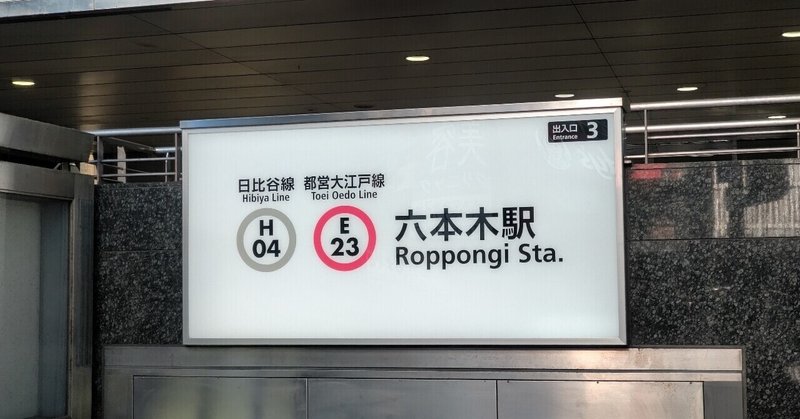 出入口 3
Entrance
日比谷線 都営大江戸線
Hibiya Line Toei Oedo Line
H E
04 23
六本木駅
Roppongi Sta.